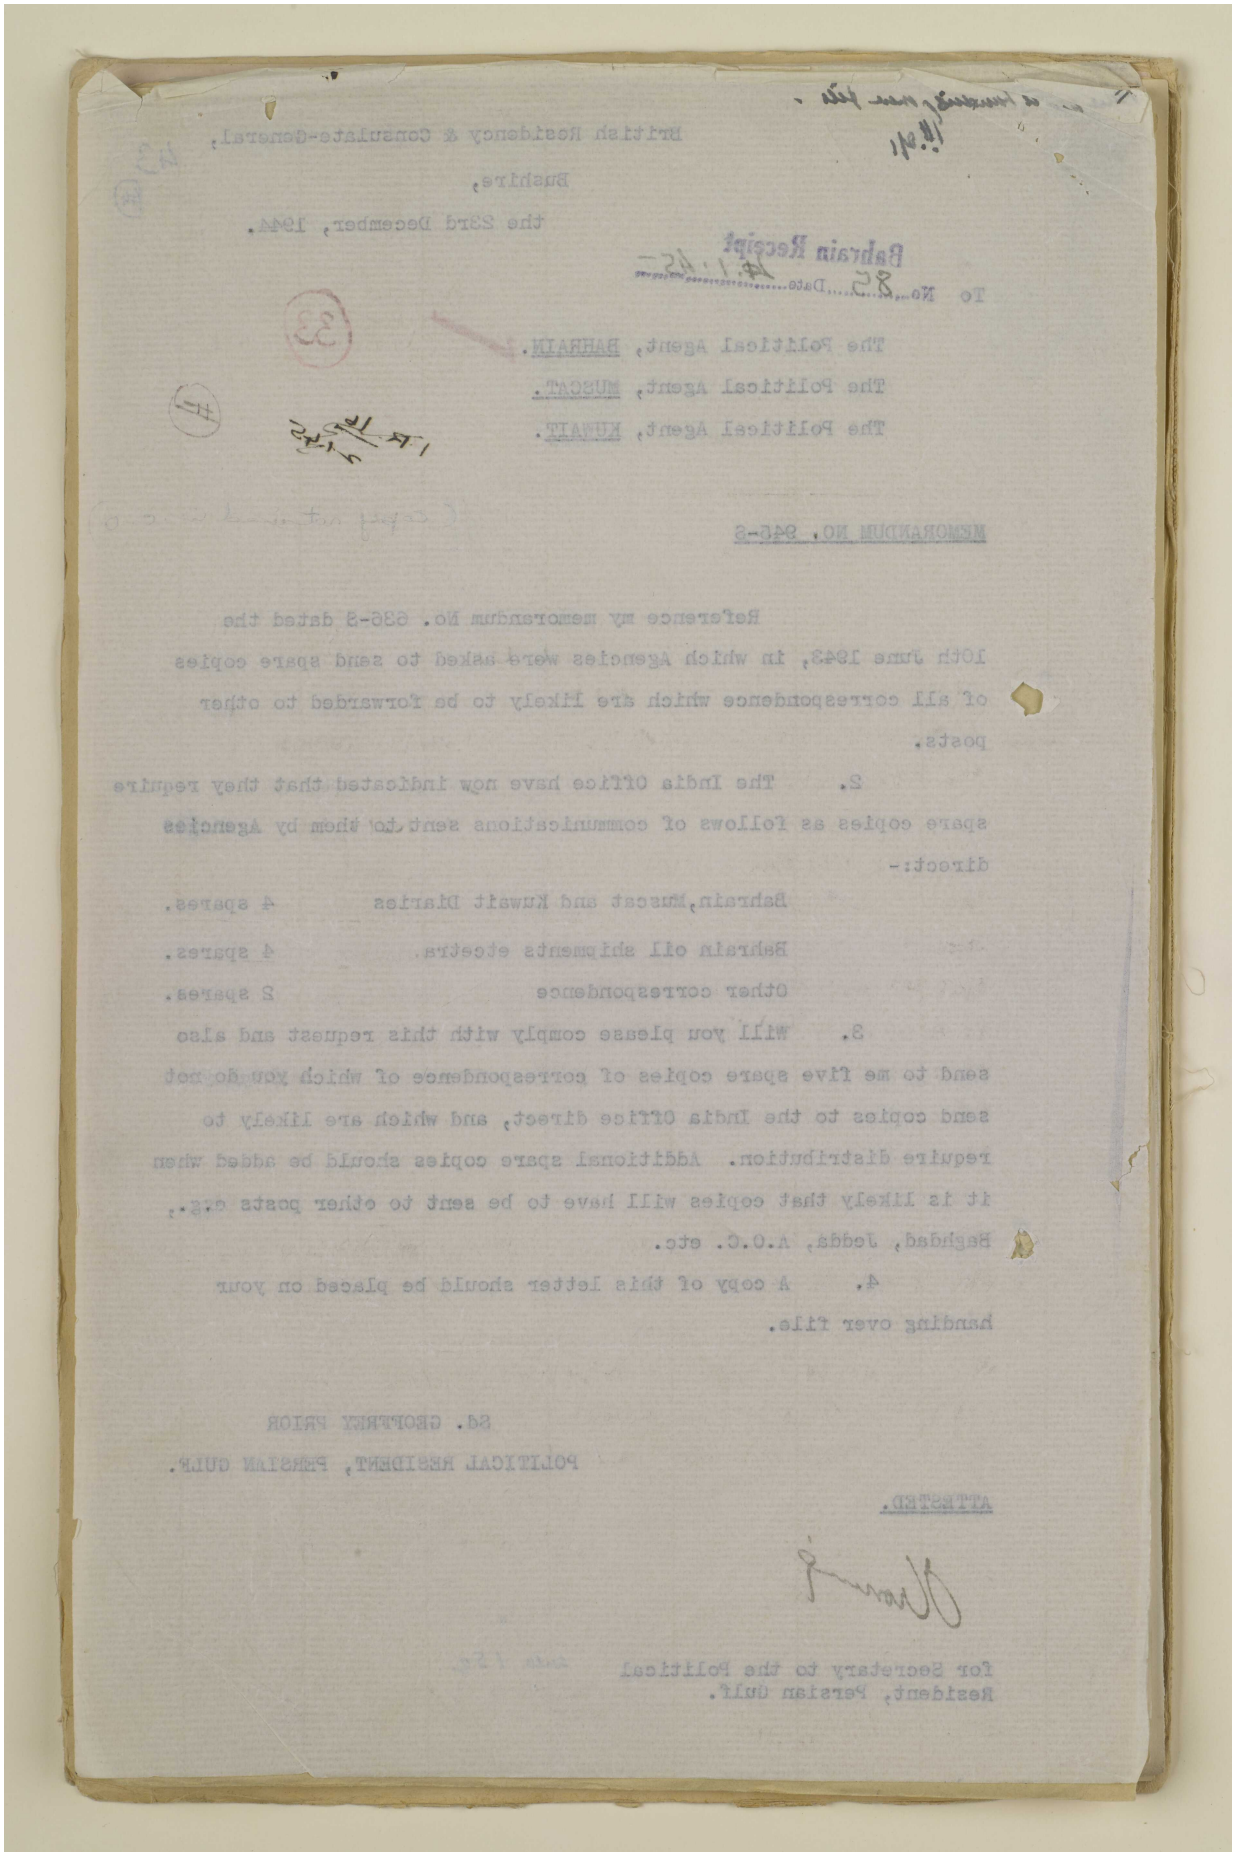 British Residency & Consulate-General,
Bushire,
the 23rd December, 1944.
Bahrain Receipt
No. 85 Date 14.1.45
To
33
The Political Agent, BAHRAIN.
The Political Agent, MUSCAT.
The Political Agent, KUWAIT.
MEMORANDUM NO. 945-S
Reference my memorandum No. 636-S dated the
10th June 1943, in which Agencies were asked to send spare copies
of all correspondence which are likely to be forwarded to other
posts.
2. The India Office have now indicated that they require
spare copies as follows of communications sent to them by Agencies
direct:-
Bahrain, Muscat and Kuwait Diaries 4 spares.
Bahrain oil shipments etcetra. 4 spares.
Other correspondence 2 spares.
3. Will you please comply with this request and also
send to me five spare copies of correspondence of which you do not
send copies to the India Office direct, and which are likely to
require distribution. Additional spare copies should be added when
it is likely that copies will have to be sent to other posts e.g.,
Baghdad, Jedda, A.O.C. etc.
4. A copy of this letter should be placed on your
handing over file.
Sd. GEOFFREY PRIOR
POLITICAL RESIDENT, PERSIAN GULF.
ATTESTED.
for Secretary to the Political
Resident, Persian Gulf.